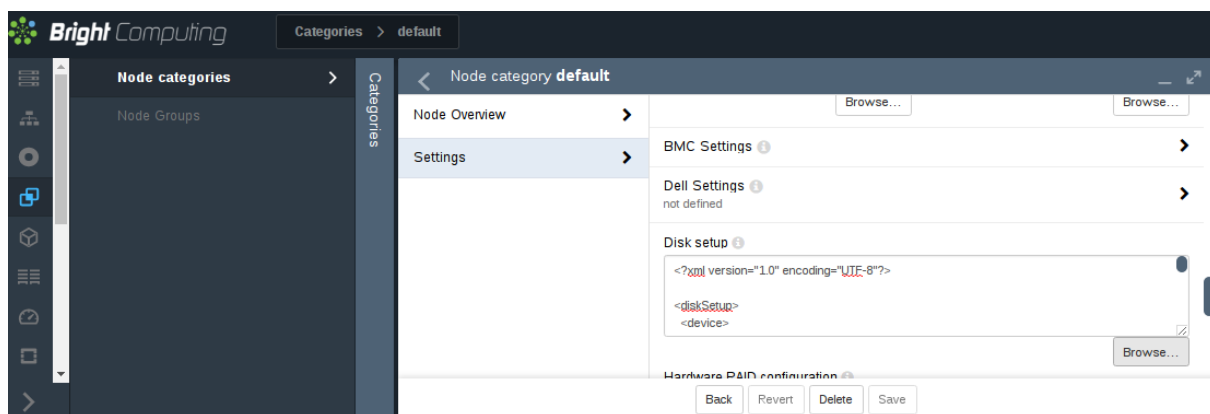 Bright Computing
Categories > default
Node categories
Node Groups
Categories
Node category default
Node Overview
Settings
Browse...
Browse...
BMC Settings
Dell Settings
not defined
Disk setup
<?xml version="1.0" encoding="UTF-8"?>
<diskSetup>
<device>
Browse...
Hardware RAID configuration
Back Revert Delete Save